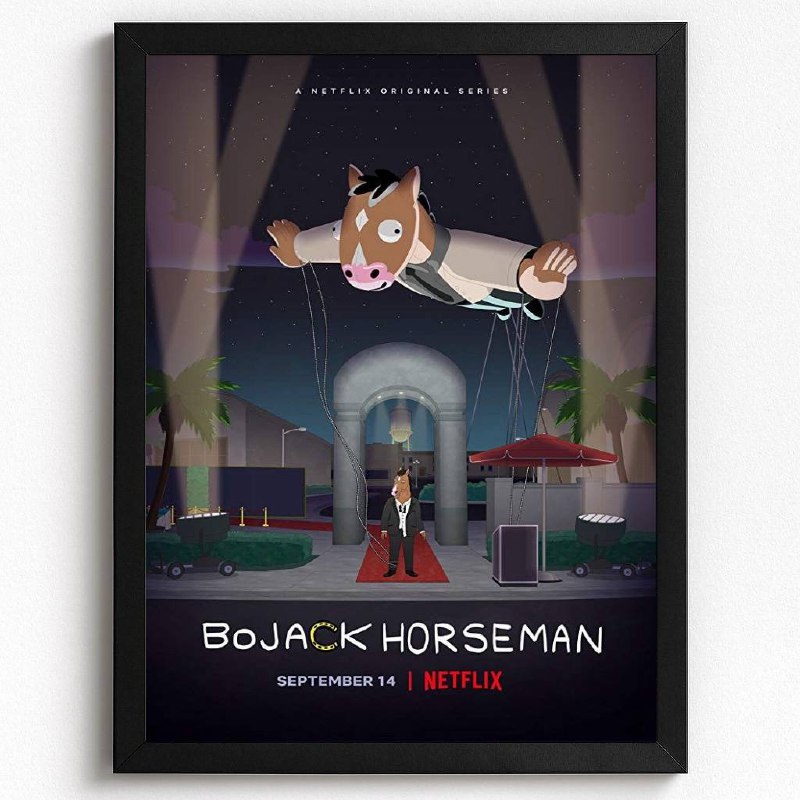 A NETFLIX ORIGINAL SERIES
BOJACK HORSEMAN
SEPTEMBER 14 | NETFLIX